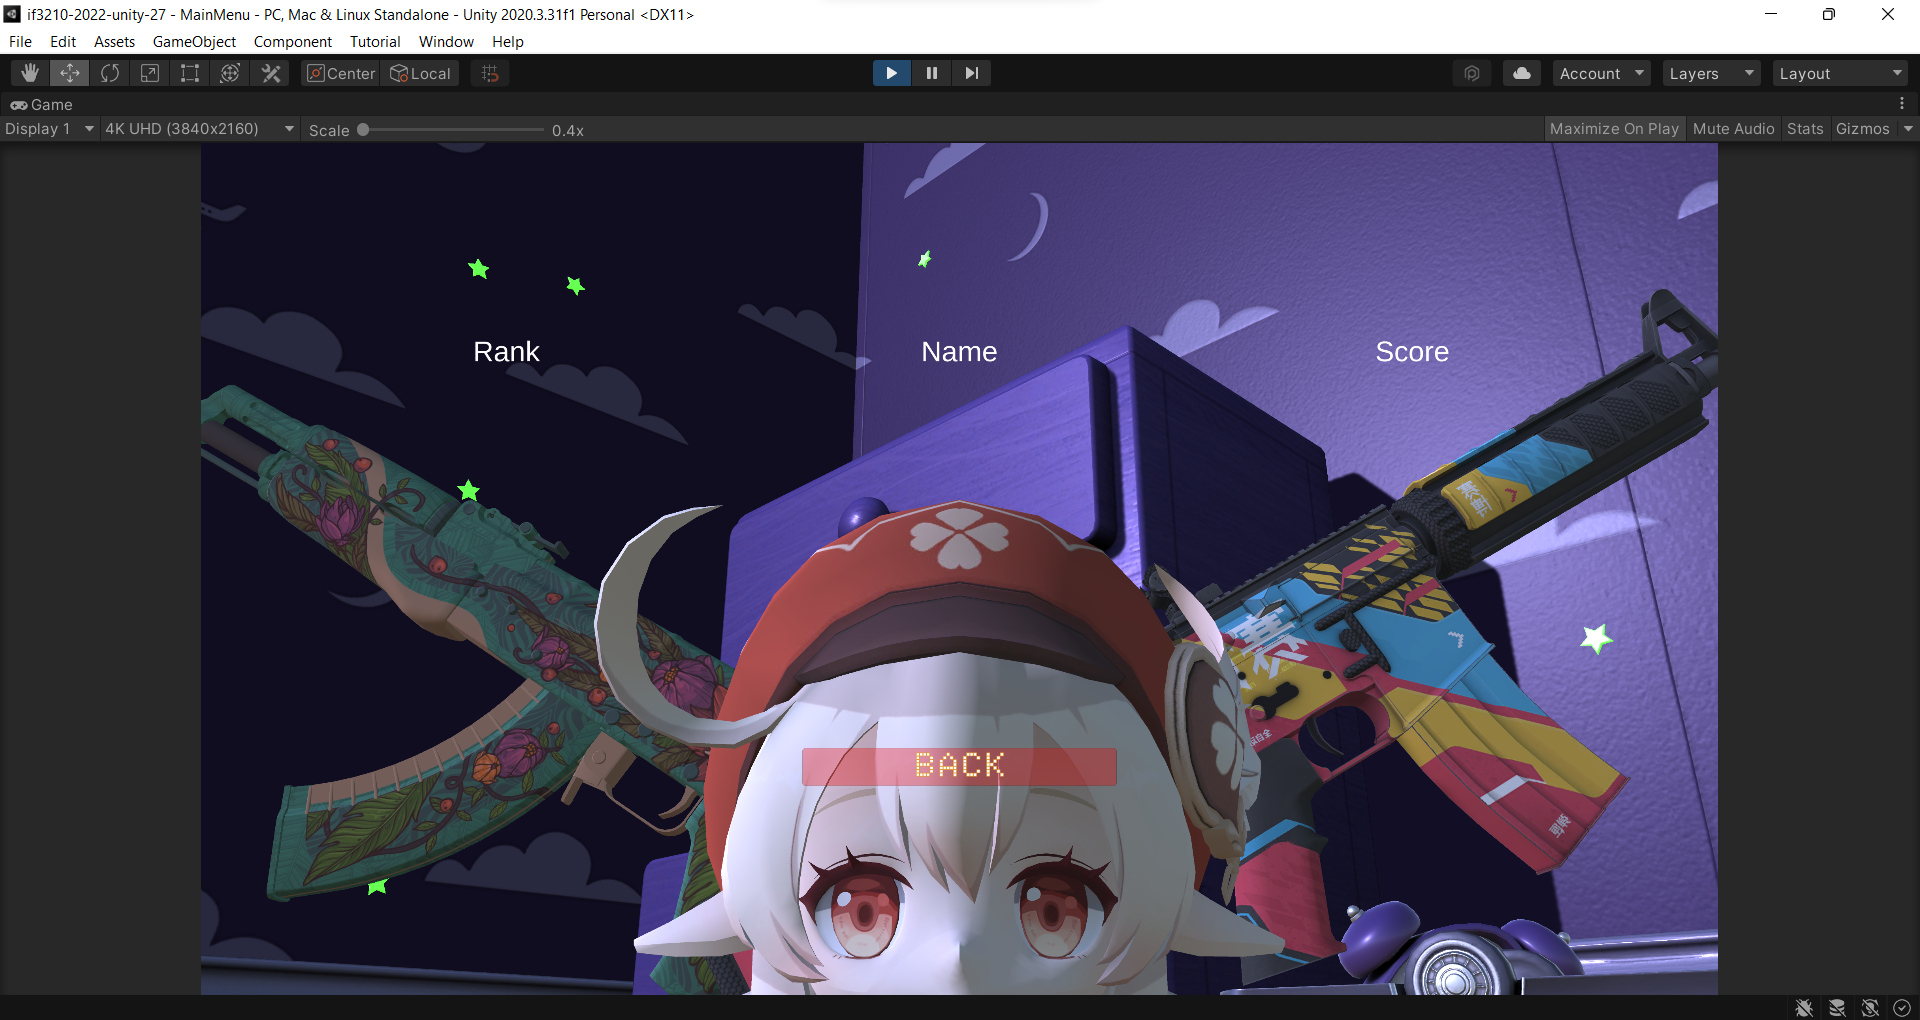 if3210-2022-unity-27 - MainMenu - PC, Mac & Linux Standalone - Unity 2020.3.31f1 Personal <DX11>
File Edit Assets GameObject Component Tutorial Window Help
Center Local Account Layers Layout
Game
Display 1 4K UHD (3840x2160) Scale 0.4x Maximize On Play Mute Audio Stats Gizmos
Rank Name Score
BACK